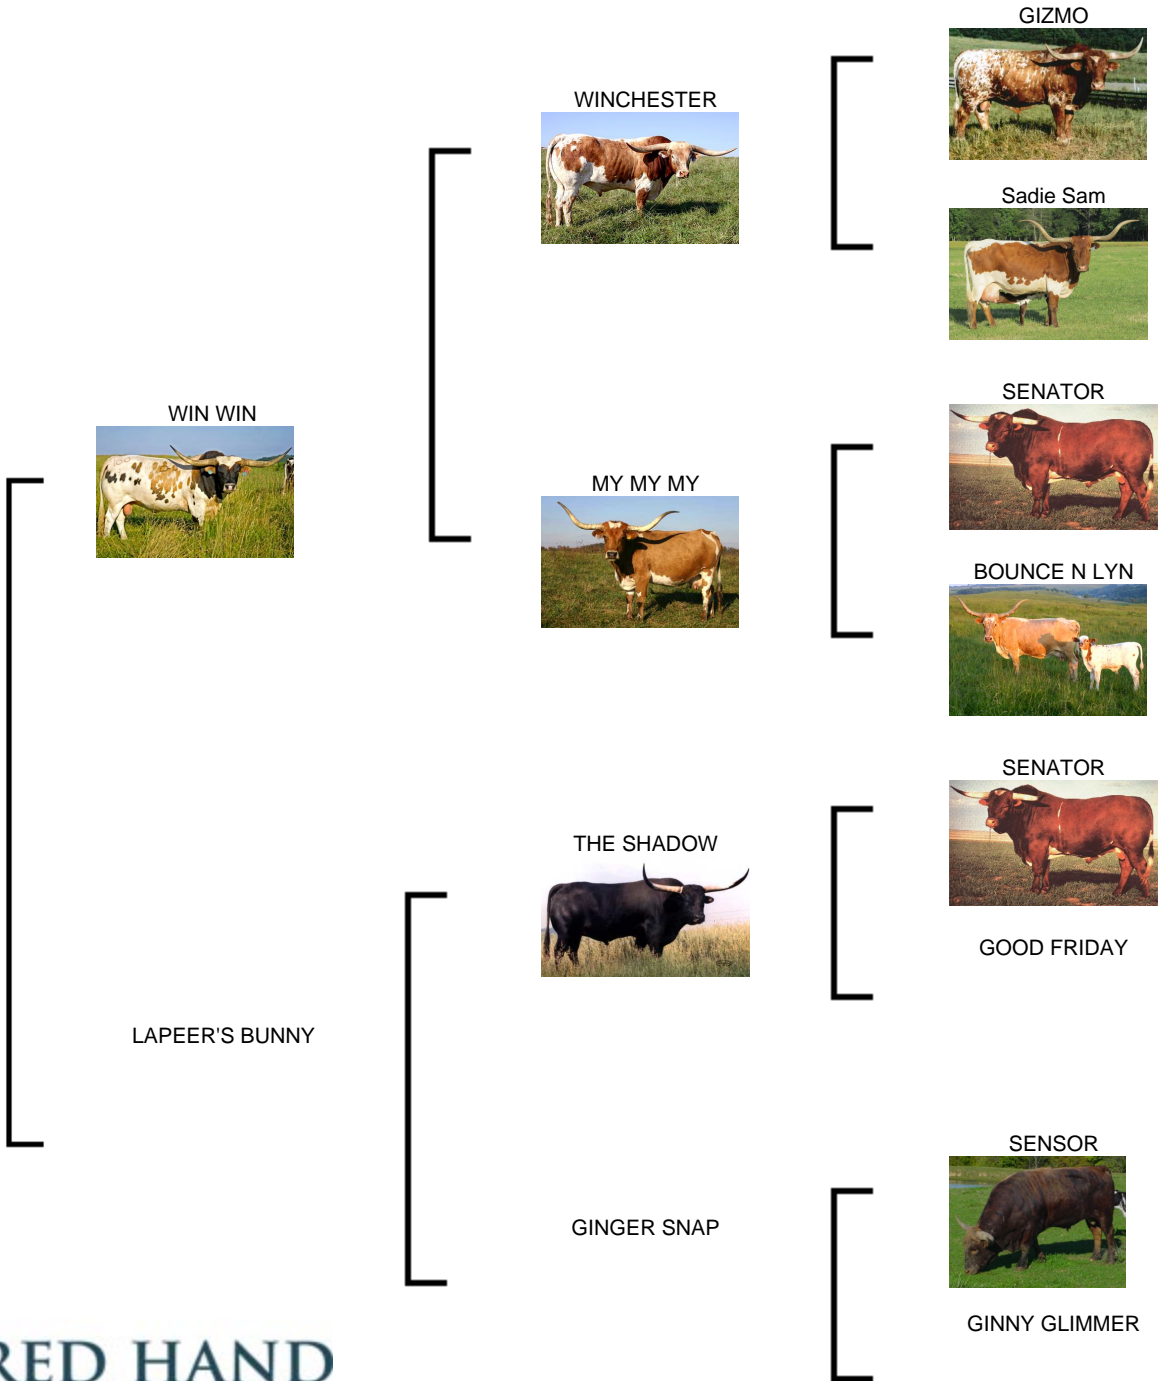 GIZMO
WINCHESTER
Sadie Sam
SENATOR
WIN WIN
MY MY MY
BOUNCE N LYN
SENATOR
THE SHADOW
GOOD FRIDAY
LAPEER'S BUNNY
SENSOR
GINGER SNAP
GINNY GLIMMER
RED HAND